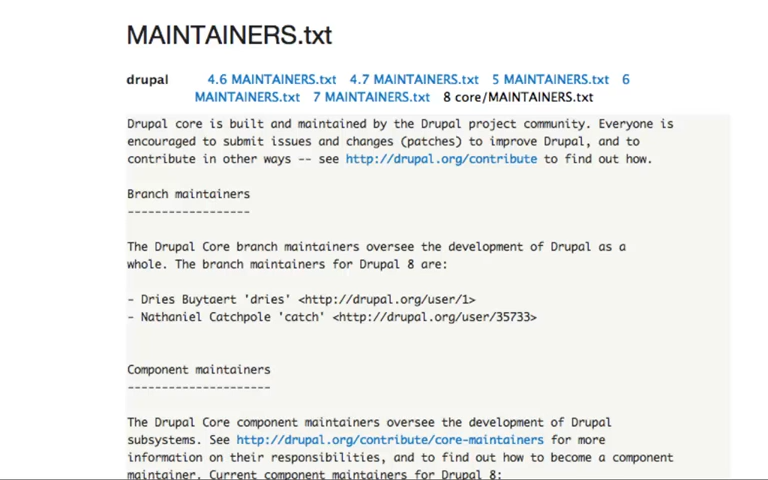 MAINTAINERS.txt
drupal 4.6 MAINTAINERS.txt 4.7 MAINTAINERS.txt 5 MAINTAINERS.txt 6
MAINTAINERS.txt 7 MAINTAINERS.txt 8 core/MAINTAINERS.txt
Drupal core is built and maintained by the Drupal project community. Everyone is
encouraged to submit issues and changes (patches) to improve Drupal, and to
contribute in other ways -- see http://drupal.org/contribute to find out how.
Branch maintainers
------------------
The Drupal Core branch maintainers oversee the development of Drupal as a
whole. The branch maintainers for Drupal 8 are:
- Dries Buytaert 'dries' <http://drupal.org/user/1>
- Nathaniel Catchpole 'catch' <http://drupal.org/user/35733>
Component maintainers
---------------------
The Drupal Core component maintainers oversee the development of Drupal
subsystems. See http://drupal.org/contribute/core-maintainers for more
information on their responsibilities, and to find out how to become a component
maintainer. Current component maintainers for Drupal 8: